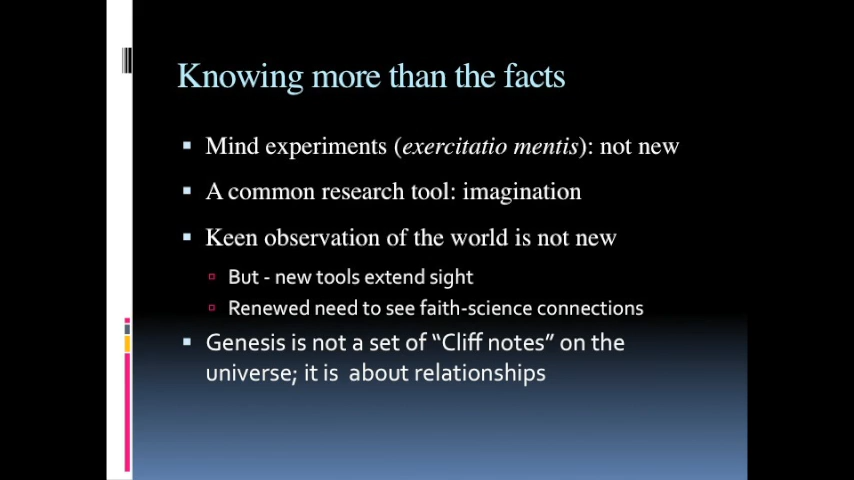 Knowing more than the facts
Mind experiments (exercitatio mentis): not new
A common research tool: imagination
Keen observation of the world is not new
But - new tools extend sight
Renewed need to see faith-science connections
Genesis is not a set of “Cliff notes” on the
universe; it is about relationships